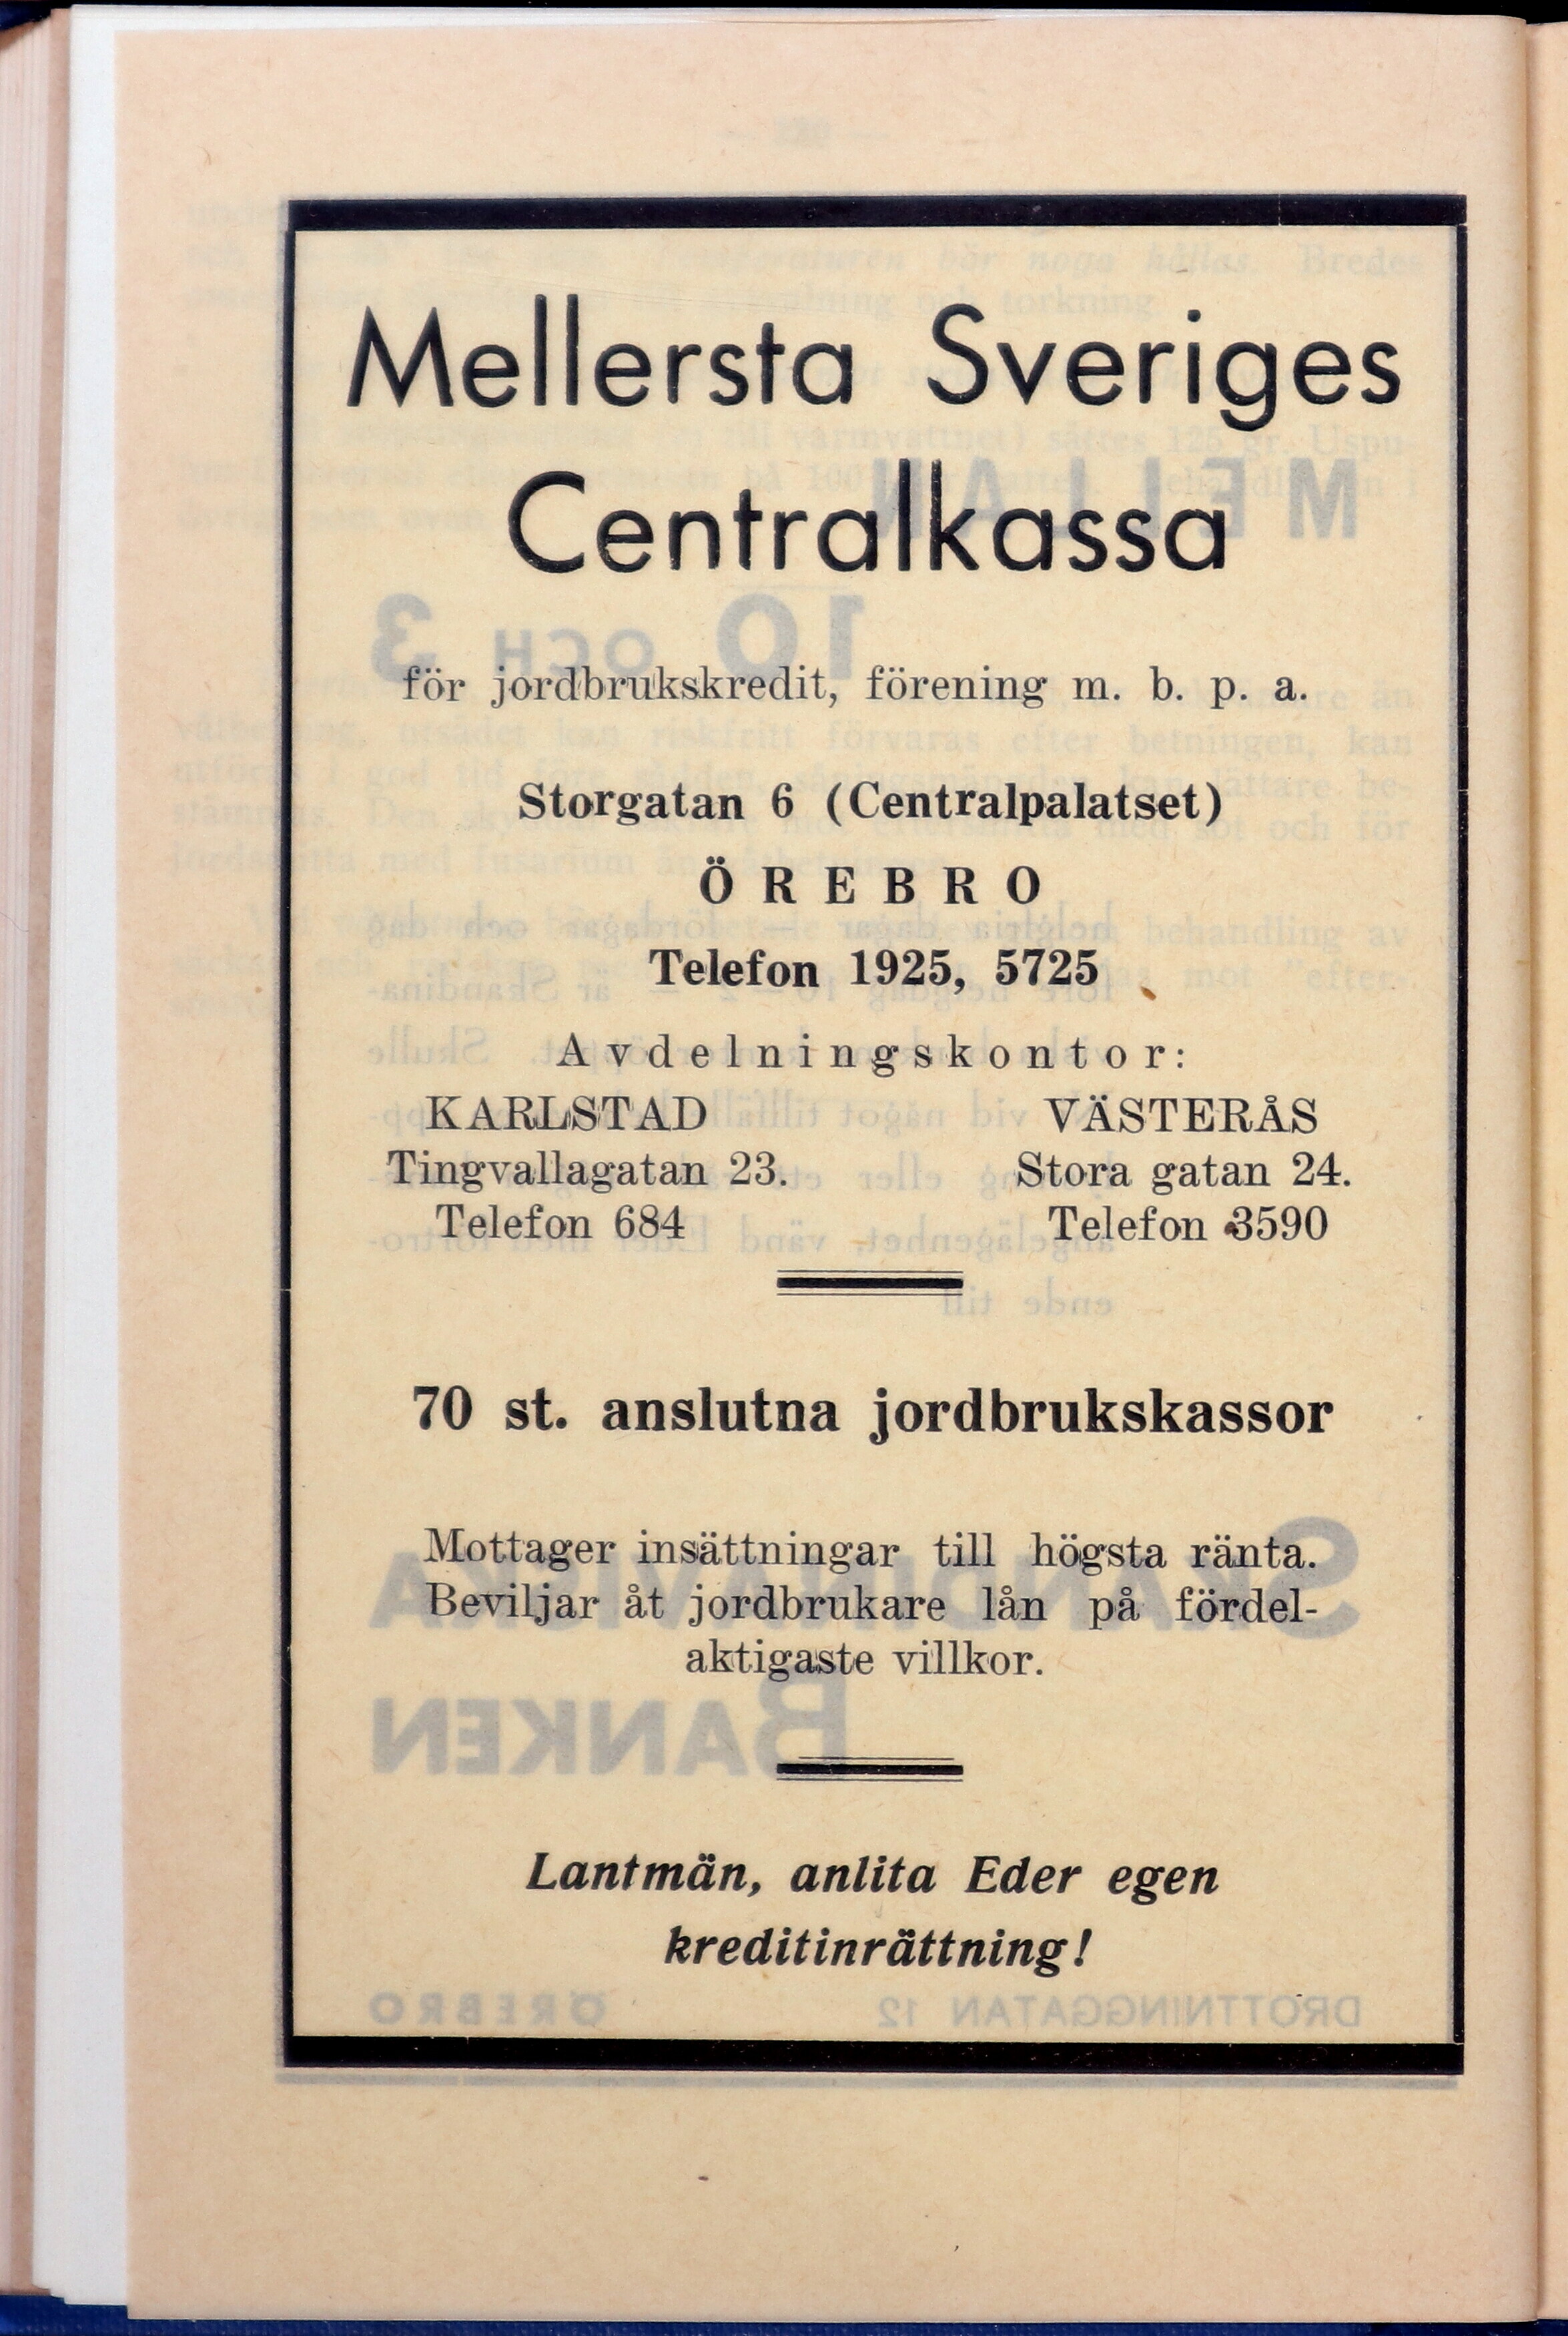 Mellersta Sveriges
Centralkassa
för jordbrukskredit, förening m. b. p. a.
Storgatan 6 (Centralpalatset)
ÖREBRO
Telefon 1925, 5725
Avdelningskontor:
KARLSTAD VÄSTERÅS
Tingvallagatan 23. Stora gatan 24.
Telefon 684 Telefon 3590
70 st. anslutna jordbrukskassor
Mottager insättningar till högsta ränta.
Beviljar åt jordbrukare lån på fördel-
aktigaste villkor.
Lantmän, anlita Eder egen
kreditinrättning!